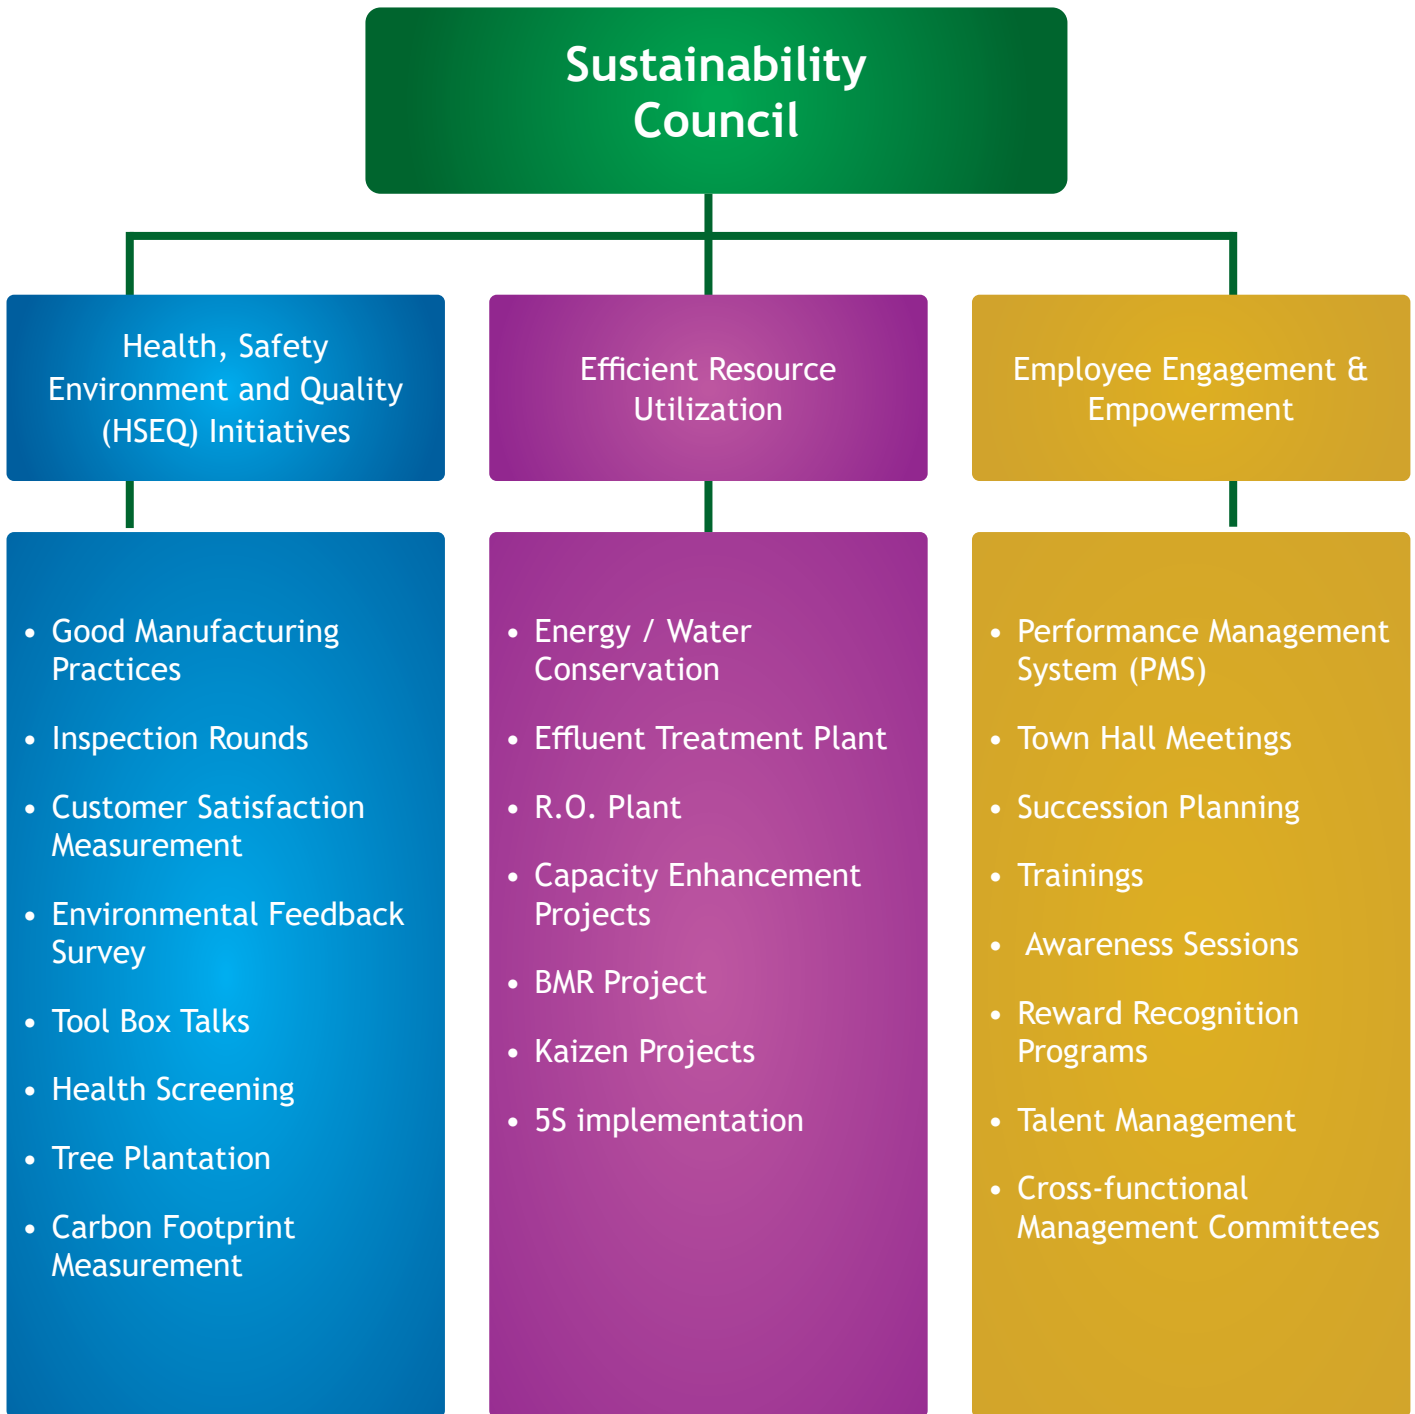 Sustainability
Council
Health, Safety
Environment and Quality
(HSEQ) Initiatives
Efficient Resource
Utilization
Employee Engagement &
Empowerment
• Good Manufacturing
Practices
• Inspection Rounds
• Customer Satisfaction
Measurement
• Environmental Feedback
Survey
• Tool Box Talks
• Health Screening
• Tree Plantation
• Carbon Footprint
Measurement
• Energy / Water
Conservation
• Effluent Treatment Plant
• R.O. Plant
• Capacity Enhancement
Projects
• BMR Project
• Kaizen Projects
• 5S implementation
• Performance Management
System (PMS)
• Town Hall Meetings
• Succession Planning
• Trainings
• Awareness Sessions
• Reward Recognition
Programs
• Talent Management
• Cross-functional
Management Committees